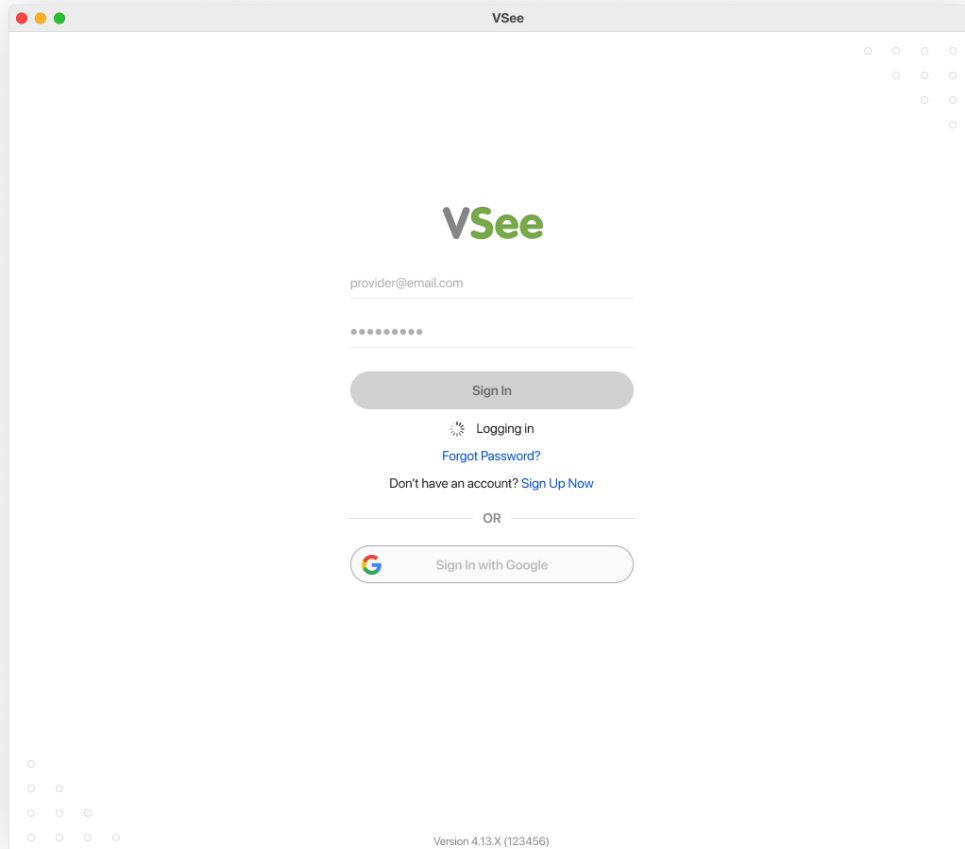 VSee
VSee
provider@email.com
Sign In
Logging in
Forgot Password?
Don't have an account? Sign Up Now
OR
Sign In with Google
Version 4.13.X (123456)